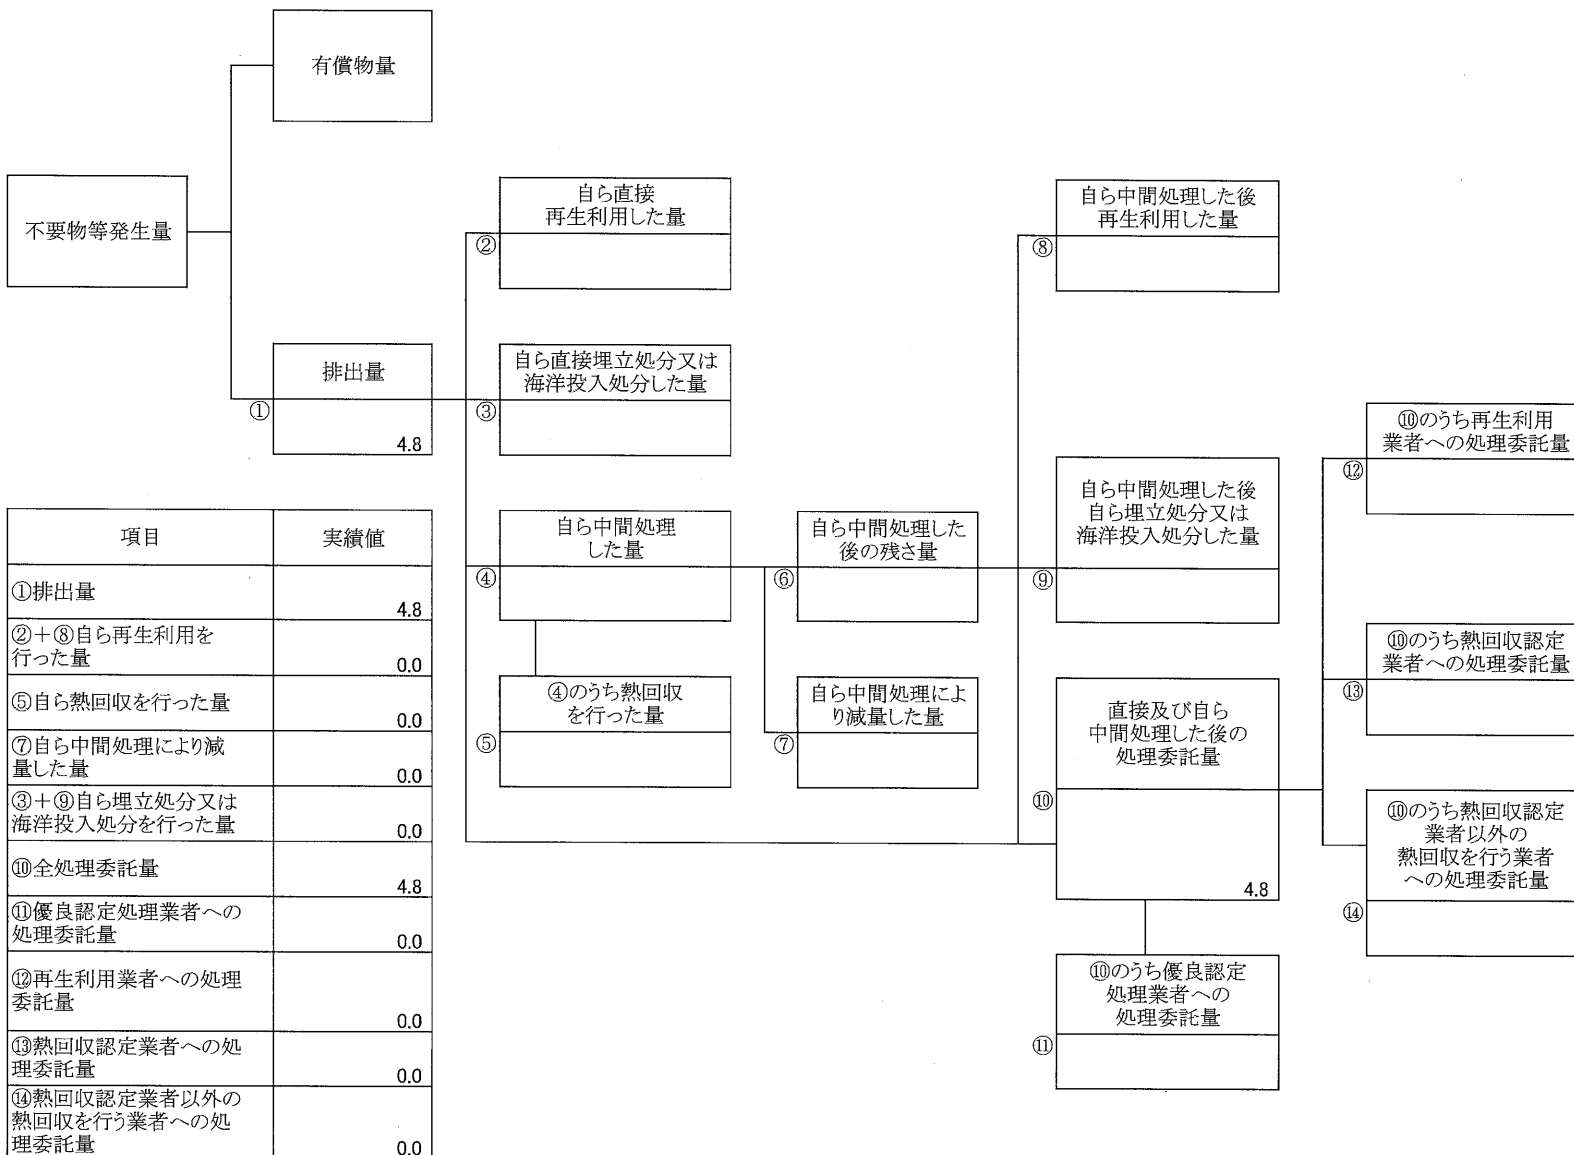 有償物量
不要物等発生量
自ら直接
再生利用した量
②
自ら中間処理した後
再生利用した量
⑧
排出量
①
4.8
自ら直接埋立処分又は
海洋投入処分した量
③
⑩のうち再生利用
業者への処理委託量
⑫
自ら中間処理
した量
④
自ら中間処理した
後の残さ量
⑥
自ら中間処理した後
自ら埋立処分又は
海洋投入処分した量
⑨
⑩のうち熱回収認定
業者への処理委託量
⑬
④のうち熱回収
を行った量
⑤
自ら中間処理によ
り減量した量
⑦
直接及び自ら
中間処理した後の
処理委託量
⑩
4.8
⑩のうち熱回収認定
業者以外の
熱回収を行う業者
への処理委託量
⑭
⑩のうち優良認定
処理業者への
処理委託量
⑪
項目 実績値
①排出量
4.8
②+⑧自ら再生利用を
行った量
0.0
⑤自ら熱回収を行った量
0.0
⑦自ら中間処理により減
量した量
0.0
③+⑨自ら埋立処分又は
海洋投入処分を行った量
0.0
⑩全処理委託量
4.8
⑪優良認定処理業者への
処理委託量
0.0
⑫再生利用業者への処理
委託量
0.0
⑬熱回収認定業者への処
理委託量
0.0
⑭熱回収認定業者以外の
熱回収を行う業者への処
理委託量
0.0